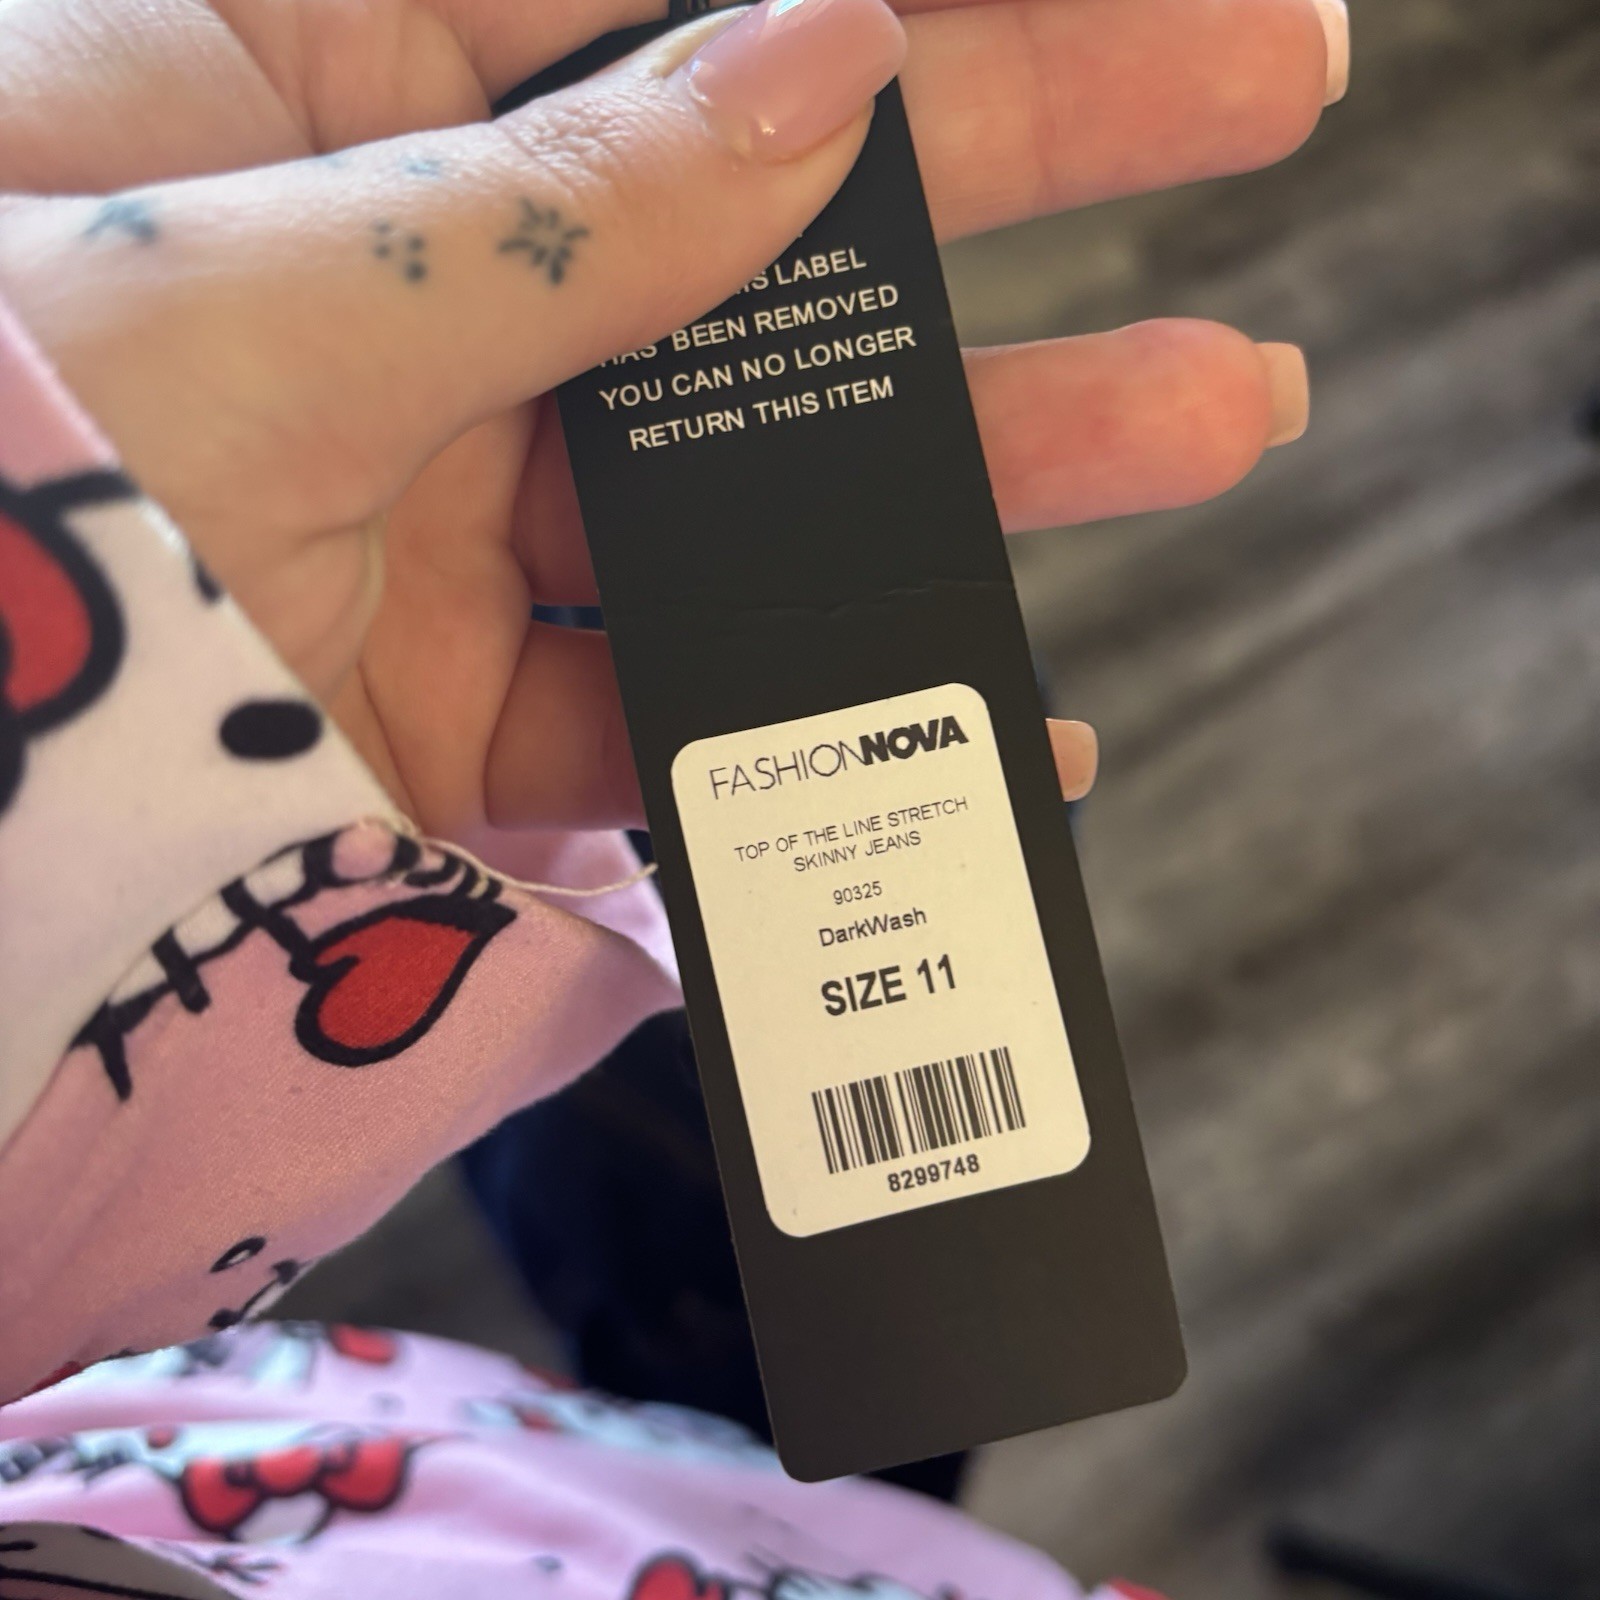 LABEL
HAS BEEN REMOVED
YOU CAN NO LONGER
RETURN THIS ITEM
FASHIONNOVA
TOP OF THE LINE STRETCH
SKINNY JEANS
90325
DarkWash
SIZE 11
8299748